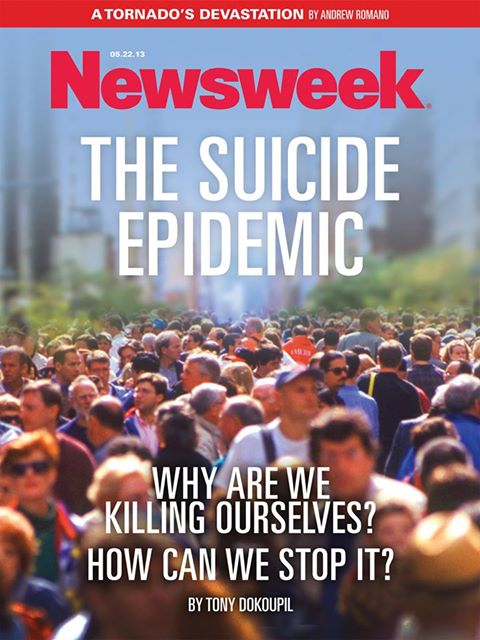 A TORNADO'S DEVASTATION BY ANDREW ROMANO
05.22.13
Newsweek®
THE SUICIDE
EPIDEMIC
WHY ARE WE
KILLING OURSELVES?
HOW CAN WE STOP IT?
BY TONY DOKOUPIL